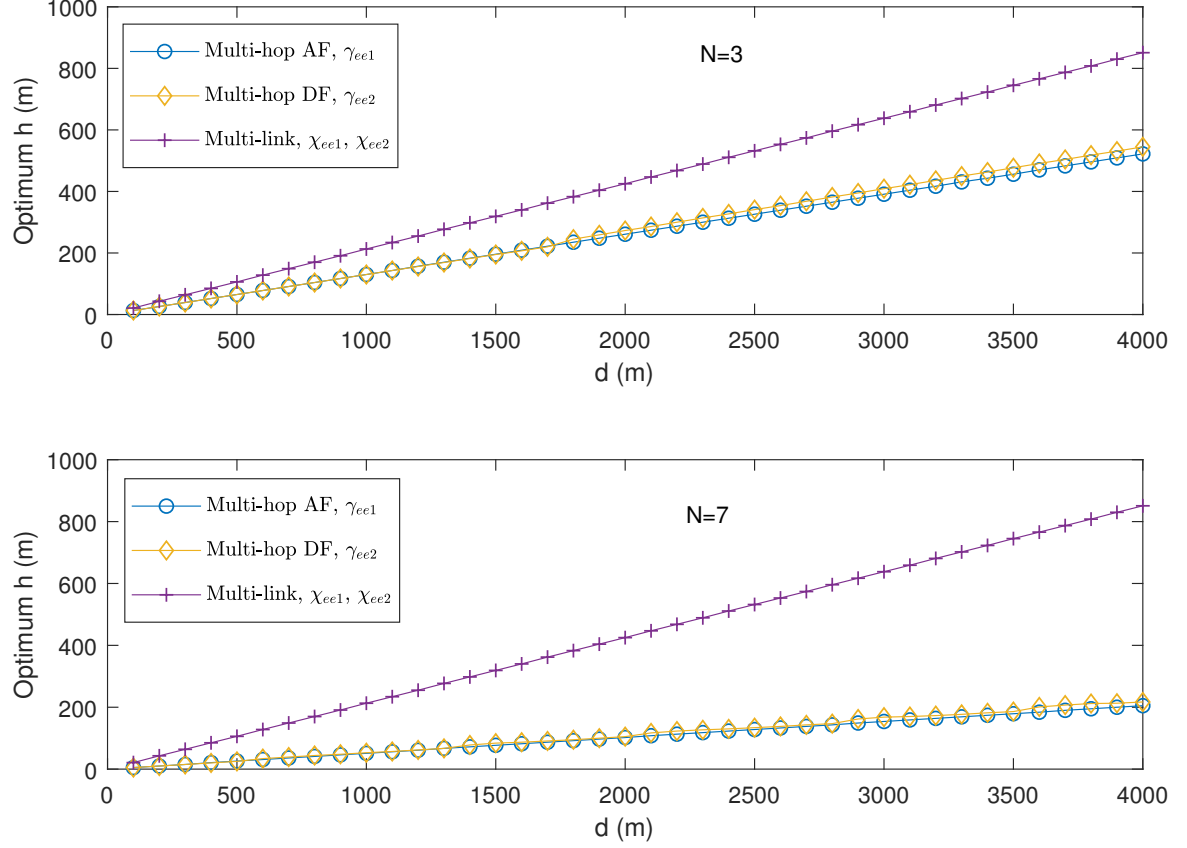 1000
800
600
400
200
0
Optimum h (m)
Multi-hop AF, γee1
Multi-hop DF, γee2
Multi-link, χee1, χee2
N=3
0 500 1000 1500 2000 2500 3000 3500 4000
d (m)
1000
800
600
400
200
0
Optimum h (m)
Multi-hop AF, γee1
Multi-hop DF, γee2
Multi-link, χee1, χee2
N=7
0 500 1000 1500 2000 2500 3000 3500 4000
d (m)